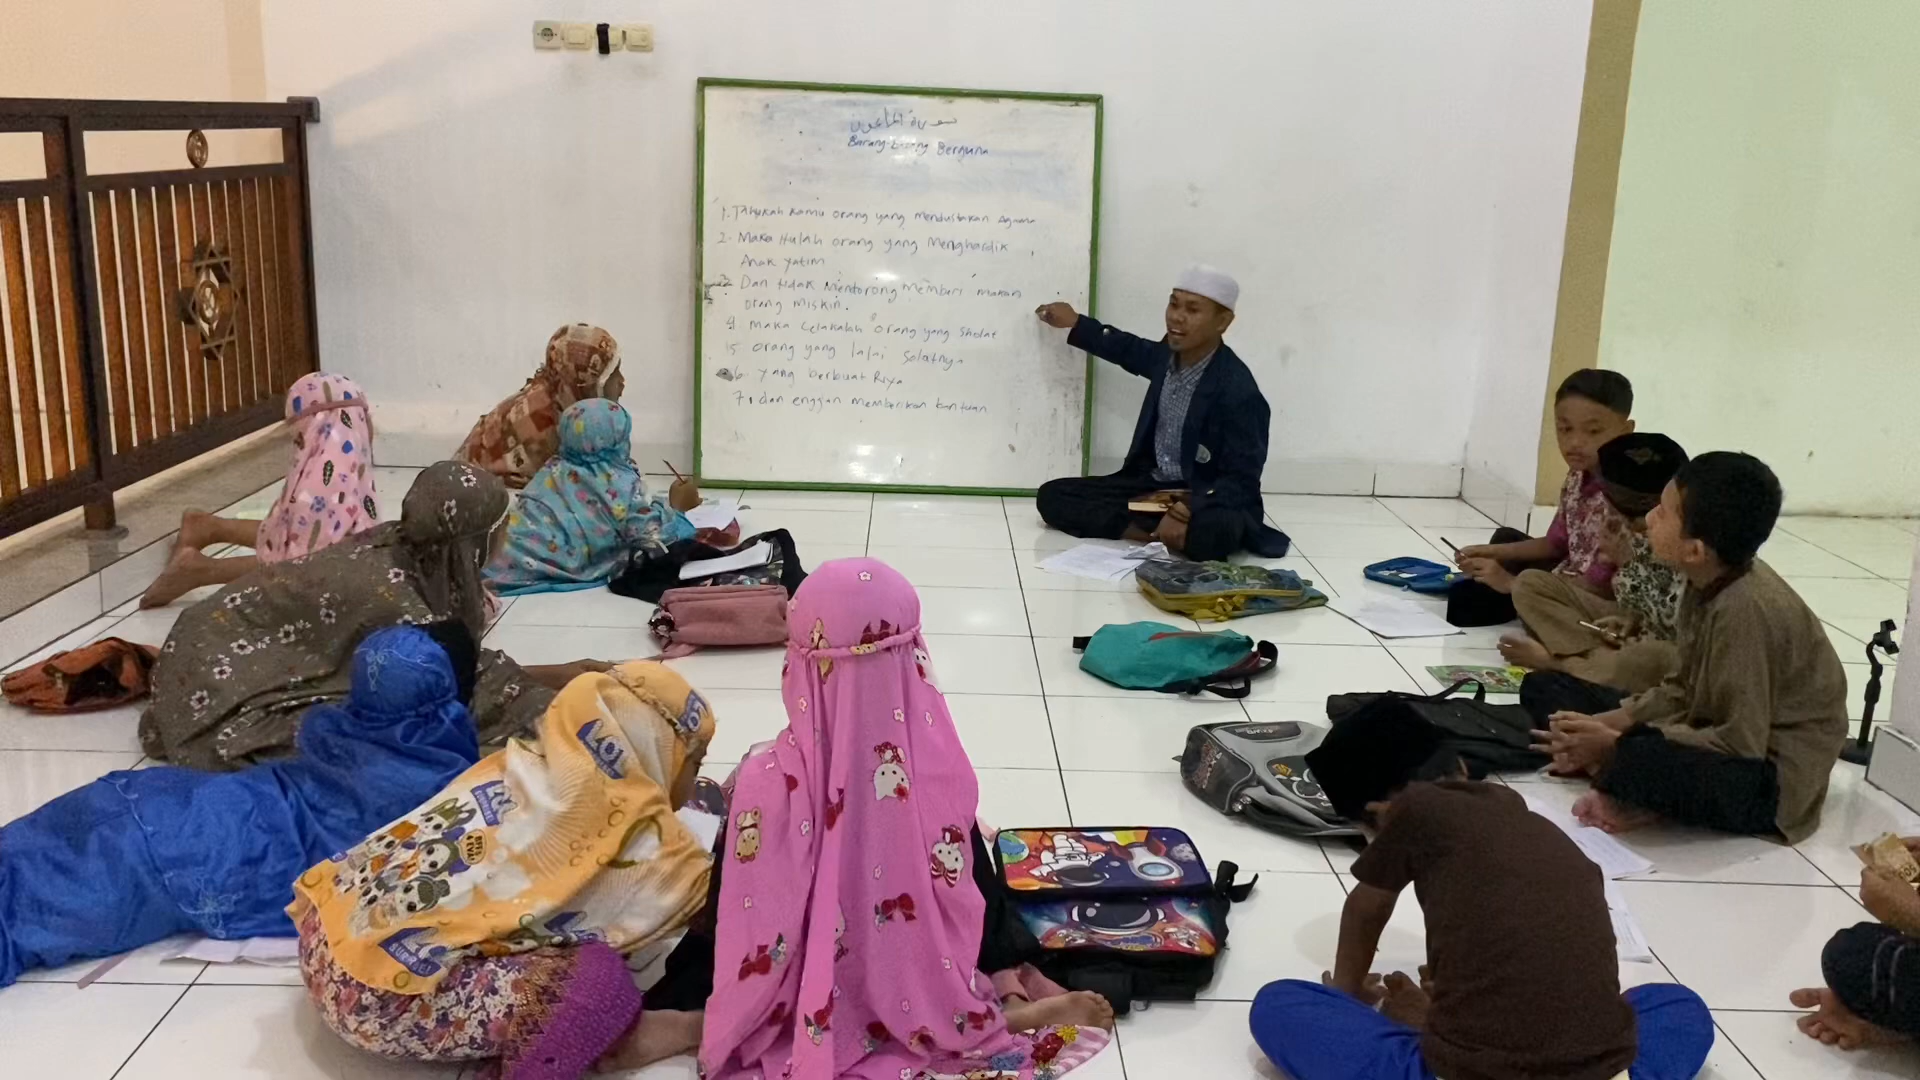 سورة الماعون
Barang-barang Berguna
1. Tahukah kamu orang yang mendustakan Agama
2. Maka itulah orang yang menghardik
Anak yatim
3. Dan tidak Mendorong memberi makan
orang miskin.
4. Maka celakalah orang yang sholat
5. orang yang lalai Solatnya
6. yang berbuat Riya
7. dan enggan memberikan bantuan